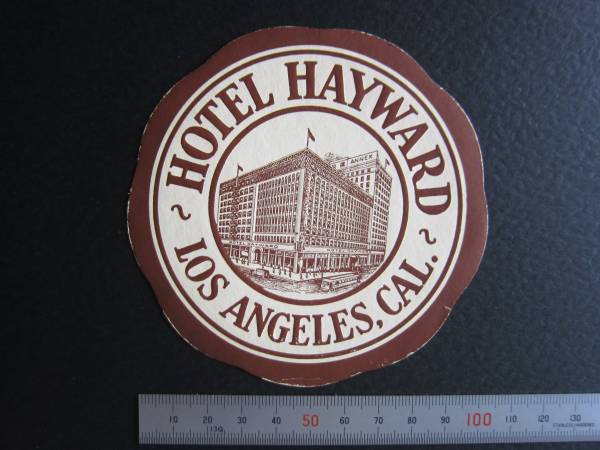 HOTEL HAYWARD
ANNEX
~ LOS ANGELES, CAL. ~
10 20 30 40 50 60 70 80 90 100 110 120 130